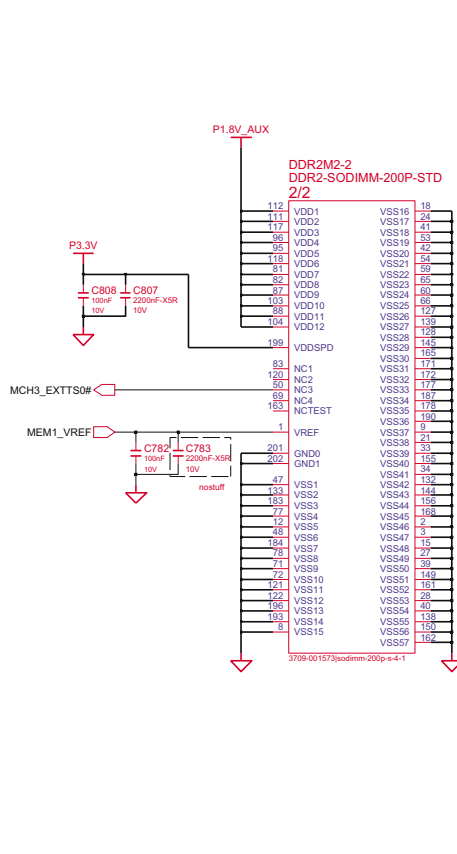 P1.8V_AUX
DDR2M2-2
DDR2-SODIMM-200P-STD
2/2
112 VDD1 VSS16 18
111 VDD2 VSS17 24
117 VDD3 VSS18 41
96 VDD4 VSS19 53
95 VDD5 VSS20 42
118 VDD6 VSS21 54
81 VDD7 VSS22 59
82 VDD8 VSS23 65
87 VDD9 VSS24 60
103 VDD10 VSS25 66
88 VDD11 VSS26 127
104 VDD12 VSS27 139
VSS28 128
199 VDDSPD VSS29 145
VSS30 165
83 NC1 VSS31 171
120 NC2 VSS32 172
50 NC3 VSS33 177
69 NC4 VSS34 187
163 NCTEST VSS35 178
VSS36 190
1 VREF VSS37 9
VSS38 21
201 GND0 VSS39 33
202 GND1 VSS40 155
VSS41 34
47 VSS1 VSS42 132
133 VSS2 VSS43 144
183 VSS3 VSS44 156
77 VSS4 VSS45 168
12 VSS5 VSS46 2
48 VSS6 VSS47 3
184 VSS7 VSS48 15
78 VSS8 VSS49 27
71 VSS9 VSS50 39
72 VSS10 VSS51 149
121 VSS11 VSS52 161
122 VSS12 VSS53 28
196 VSS13 VSS54 40
193 VSS14 VSS55 138
8 VSS15 VSS56 150
VSS57 162
3709-001573|sodimm-200p-s-4-1
P3.3V
C808 C807
100nF 2200nF-X5R
10V 10V
MCH3_EXTTS0#
MEM1_VREF
C782 C783
100nF 2200nF-X5R
10V 10V
nostuff